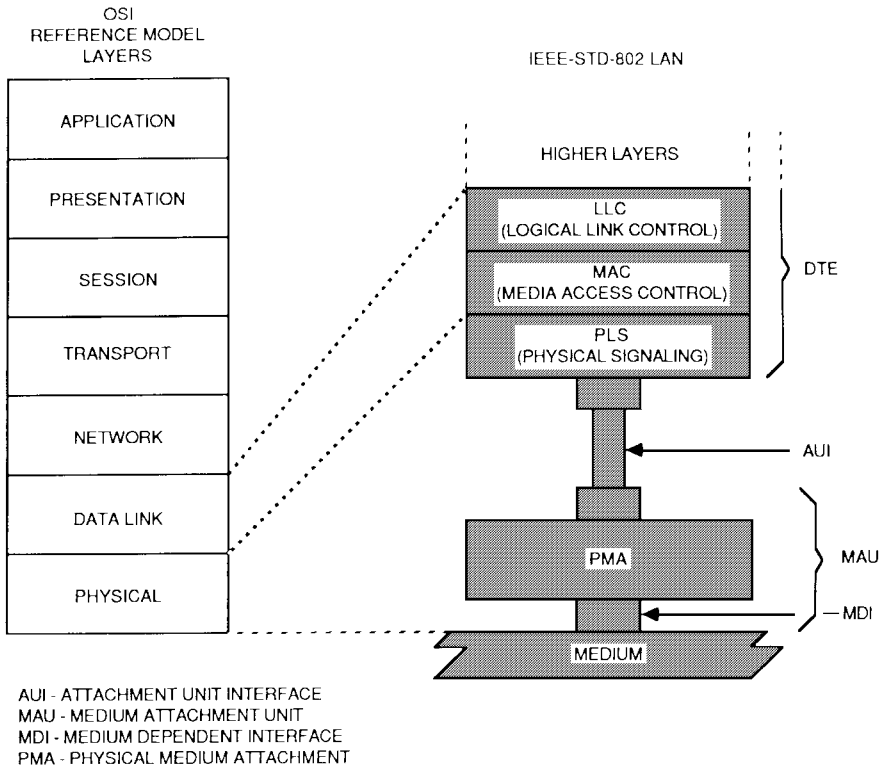 OSI
REFERENCE MODEL
LAYERS
APPLICATION
PRESENTATION
SESSION
TRANSPORT
NETWORK
DATA LINK
PHYSICAL
IEEE-STD-802 LAN
HIGHER LAYERS
LLC
(LOGICAL LINK CONTROL)
MAC
(MEDIA ACCESS CONTROL)
PLS
(PHYSICAL SIGNALING)
DTE
AUI
PMA
MAU
MDI
MEDIUM
AUI - ATTACHMENT UNIT INTERFACE
MAU - MEDIUM ATTACHMENT UNIT
MDI - MEDIUM DEPENDENT INTERFACE
PMA - PHYSICAL MEDIUM ATTACHMENT